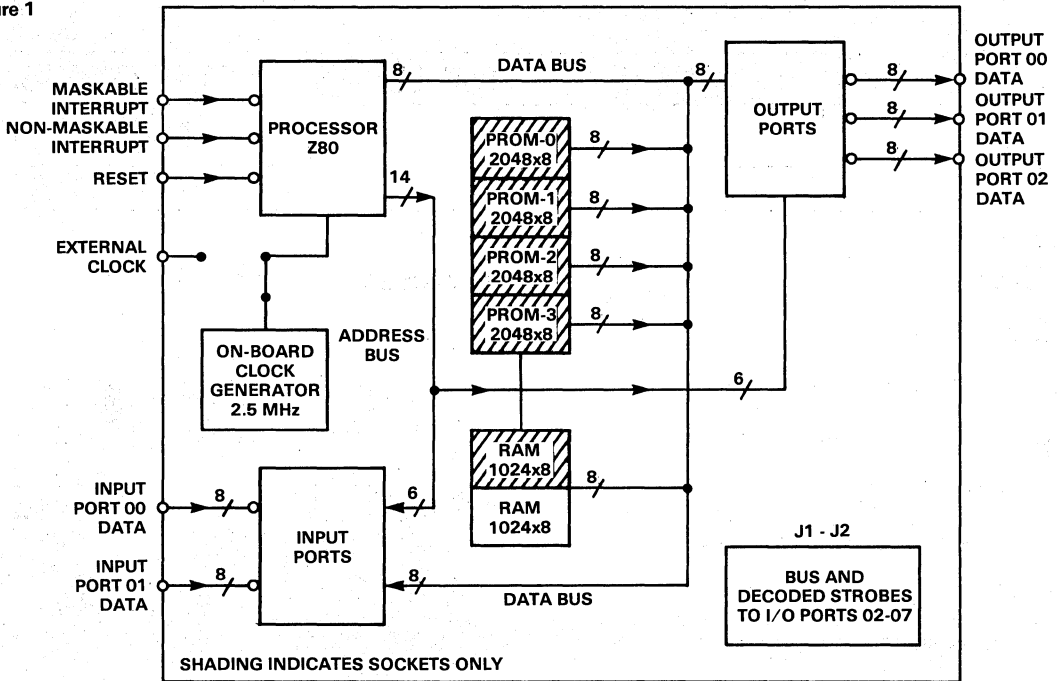 re 1
MASKABLE
INTERRUPT
NON-MASKABLE
INTERRUPT
RESET
EXTERNAL
CLOCK
PROCESSOR
Z80
8
14
DATA BUS
8
PROM-0
2048x8
8
PROM-1
2048x8
8
PROM-2
2048x8
8
PROM-3
2048x8
8
OUTPUT
PORTS
8
8
8
OUTPUT
PORT 00
DATA
OUTPUT
PORT 01
DATA
OUTPUT
PORT 02
DATA
ON-BOARD
CLOCK
GENERATOR
2.5 MHz
ADDRESS
BUS
6
RAM
1024x8
8
RAM
1024x8
INPUT
PORT 00
DATA
8
INPUT
PORT 01
DATA
8
INPUT
PORTS
6
8
DATA BUS
J1 - J2
BUS AND
DECODED STROBES
TO I/O PORTS 02-07
SHADING INDICATES SOCKETS ONLY